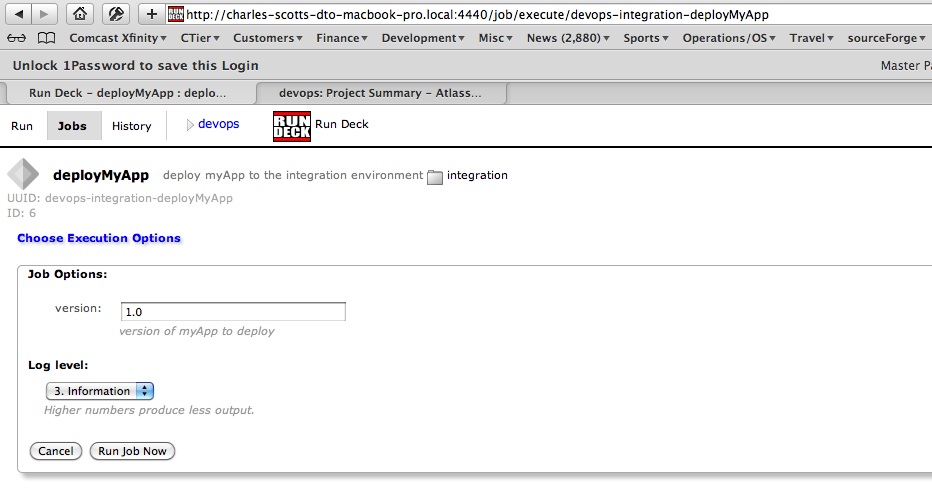 http://charles-scotts-dto-macbook-pro.local:4440/job/execute/devops-integration-deployMyApp
Comcast Xfinity CTier Customers Finance Development Misc News (2,880) Sports Operations/OS Travel sourceForge
Unlock 1Password to save this Login Master Pa
Run Deck – deployMyApp : deplo... devops: Project Summary – Atlass...
Run Jobs History devops RUN DECK Run Deck
deployMyApp deploy myApp to the integration environment integration
UUID: devops-integration-deployMyApp
ID: 6
Choose Execution Options
Job Options:
version: 1.0
version of myApp to deploy
Log level:
3. Information
Higher numbers produce less output.
Cancel Run Job Now